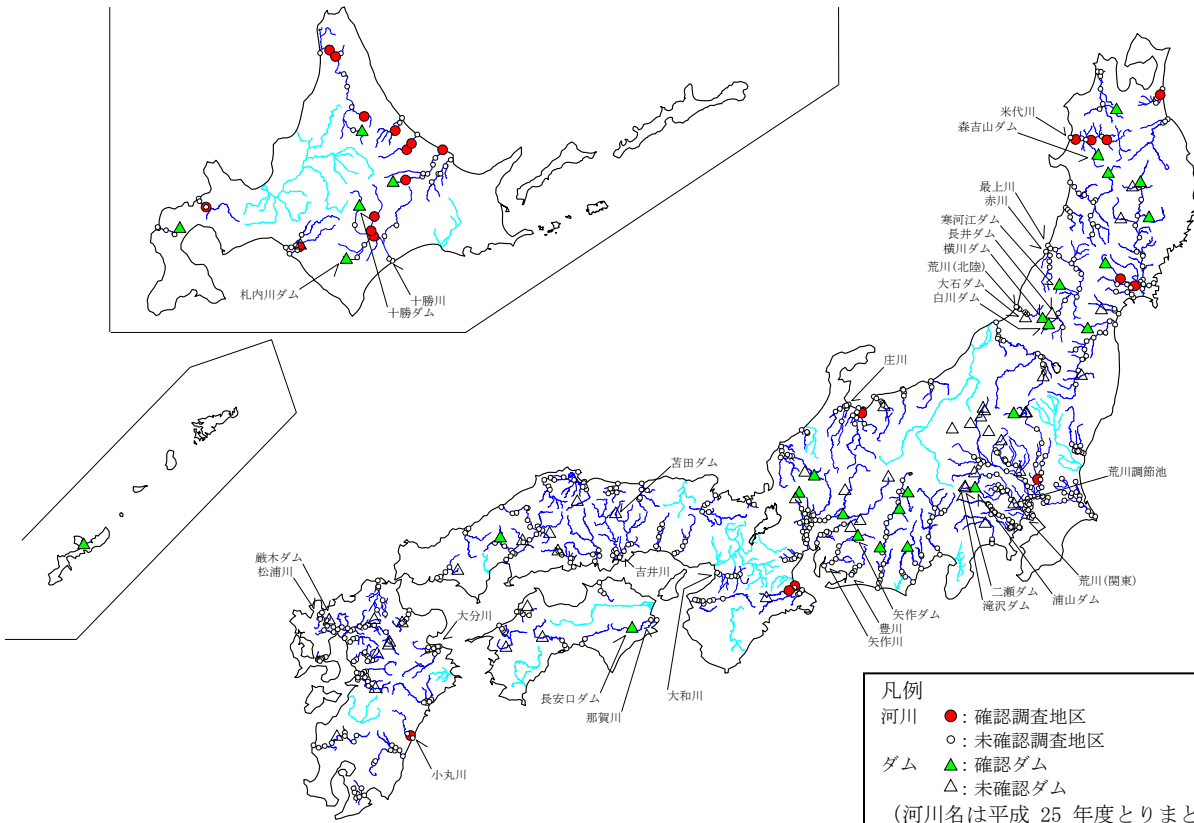 米代川
森吉山ダム
最上川
赤川
寒河江ダム
長井ダム
横川ダム
荒川(北陸)
大石ダム
白川ダム
札内川ダム
十勝川
十勝ダム
庄川
苫田ダム
荒川調節池
厳木ダム
松浦川
大分川
吉井川
荒川(関東)
二瀬ダム
滝沢ダム
浦山ダム
矢作ダム
豊川
矢作川
大和川
長安口ダム
那賀川
小丸川
凡例
河川 ●: 確認調査地区
○: 未確認調査地区
ダム ▲: 確認ダム
△: 未確認ダム
(河川名は平成 25 年度とりまと